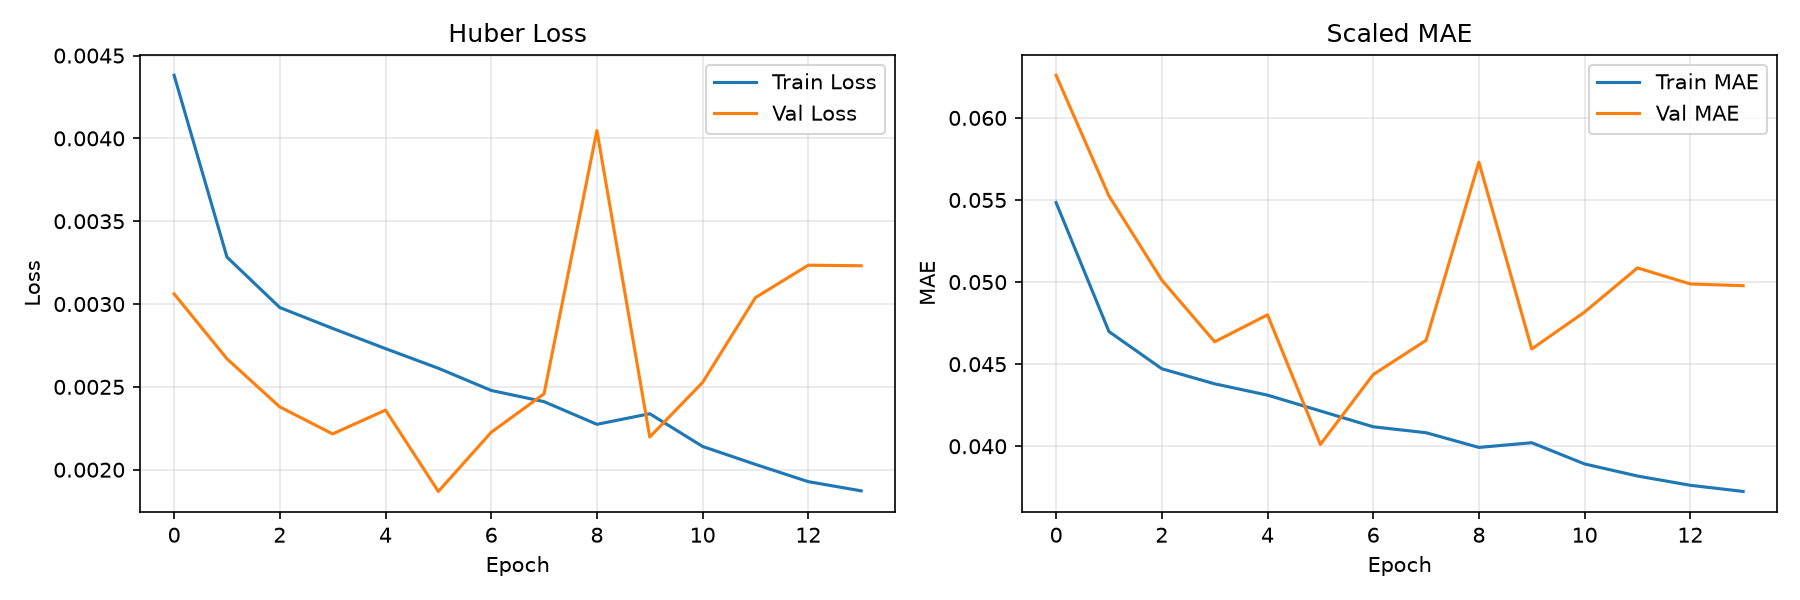 Huber Loss
0.0045
0.0040
0.0035
0.0030
0.0025
0.0020
Loss
0 2 4 6 8 10 12
Epoch
Train Loss
Val Loss
Scaled MAE
0.060
0.055
0.050
0.045
0.040
MAE
0 2 4 6 8 10 12
Epoch
Train MAE
Val MAE